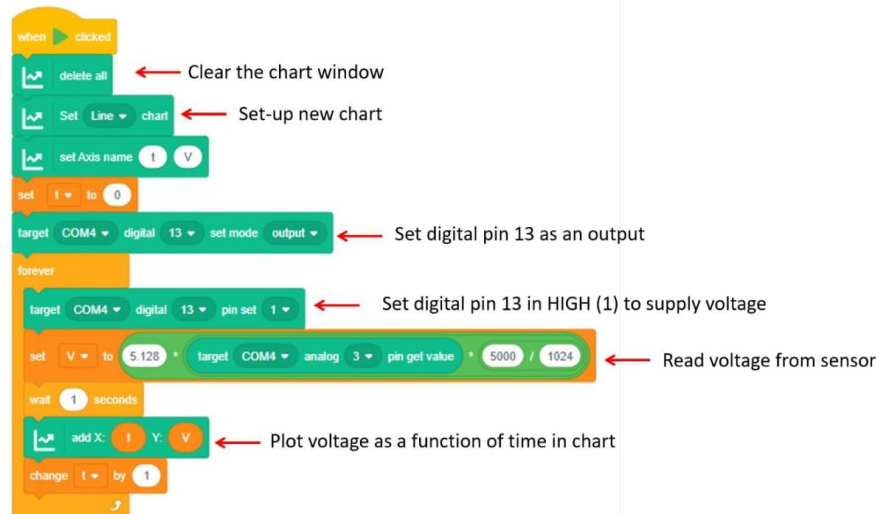 when clicked
delete all
Clear the chart window
Set Line chart
Set-up new chart
set Axis name t V
set t to 0
target COM4 digital 13 set mode output
Set digital pin 13 as an output
forever
target COM4 digital 13 pin set 1
Set digital pin 13 in HIGH (1) to supply voltage
set V to 5.128 * target COM4 analog 3 pin get value * 5000 / 1024
Read voltage from sensor
wait 1 seconds
add X: t Y: V
Plot voltage as a function of time in chart
change t by 1